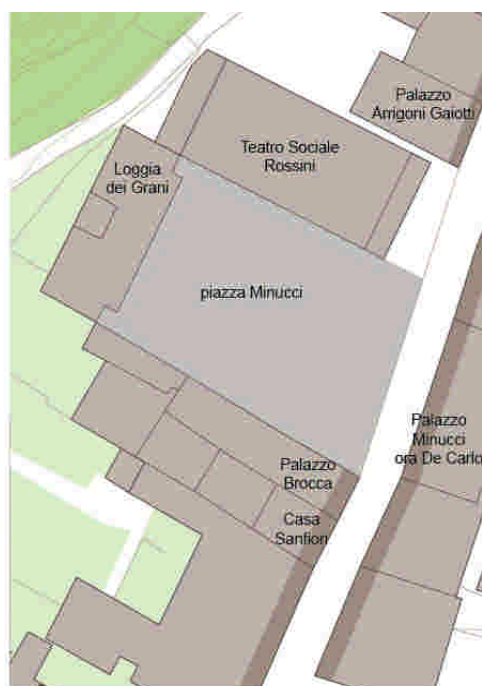 Palazzo
Arrigoni Gaiotti
Teatro Sociale
Rossini
Loggia
dei Grani
piazza Minucci
Palazzo
Minucci
ora De Carlo
Palazzo
Brocca
Casa
Sanfiori